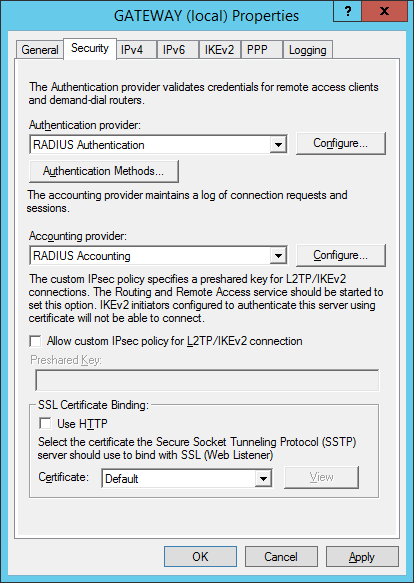 GATEWAY (local) Properties
? X
General Security IPv4 IPv6 IKEv2 PPP Logging
The Authentication provider validates credentials for remote access clients
and demand-dial routers.
Authentication provider:
RADIUS Authentication Configure...
Authentication Methods...
The accounting provider maintains a log of connection requests and
sessions.
Accounting provider:
RADIUS Accounting Configure...
The custom IPsec policy specifies a preshared key for L2TP/IKEv2
connections. The Routing and Remote Access service should be started to
set this option. IKEv2 initiators configured to authenticate this server using
certificate will not be able to connect.
Allow custom IPsec policy for L2TP/IKEv2 connection
Preshared Key:
SSL Certificate Binding:
Use HTTP
Select the certificate the Secure Socket Tunneling Protocol (SSTP)
server should use to bind with SSL (Web Listener)
Certificate: Default View
OK Cancel Apply